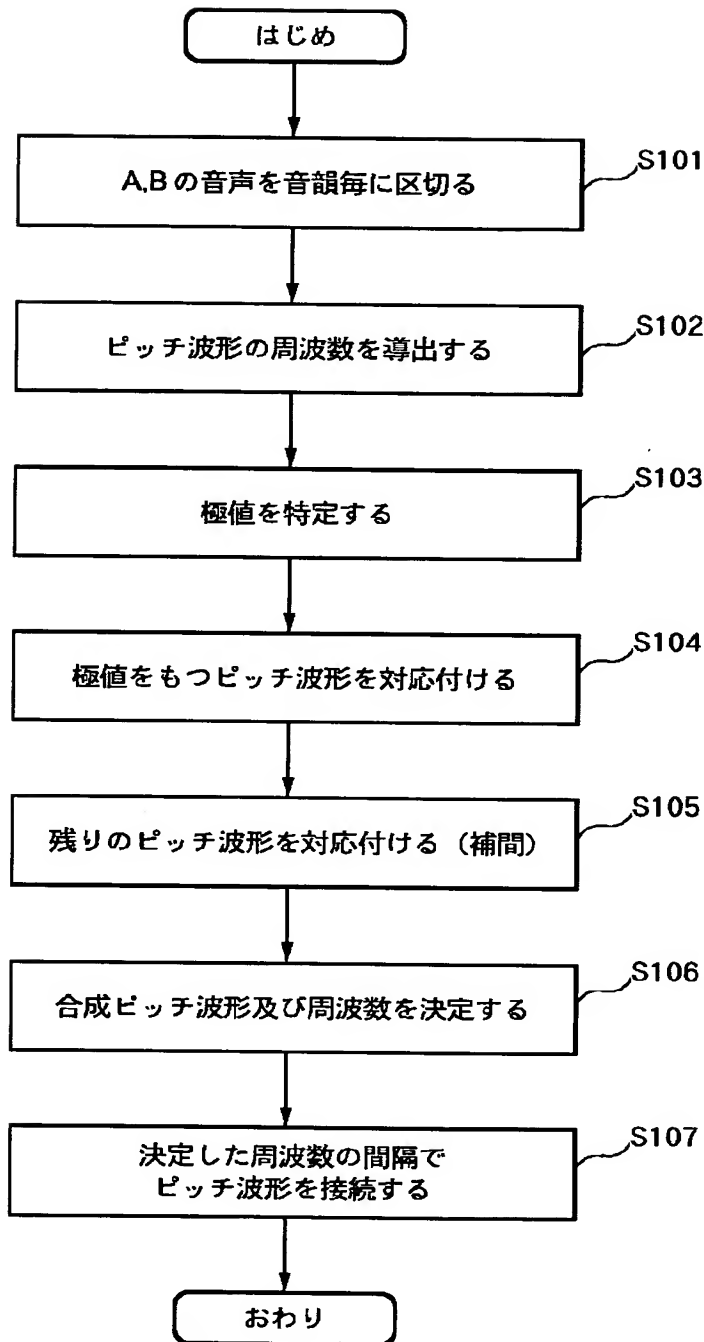 はじめ
A,Bの音声を音韻毎に区切る
S101
ピッチ波形の周波数を導出する
S102
極値を特定する
S103
極値をもつピッチ波形を対応付ける
S104
残りのピッチ波形を対応付ける（補間）
S105
合成ピッチ波形及び周波数を決定する
S106
決定した周波数の間隔で
ピッチ波形を接続する
S107
おわり